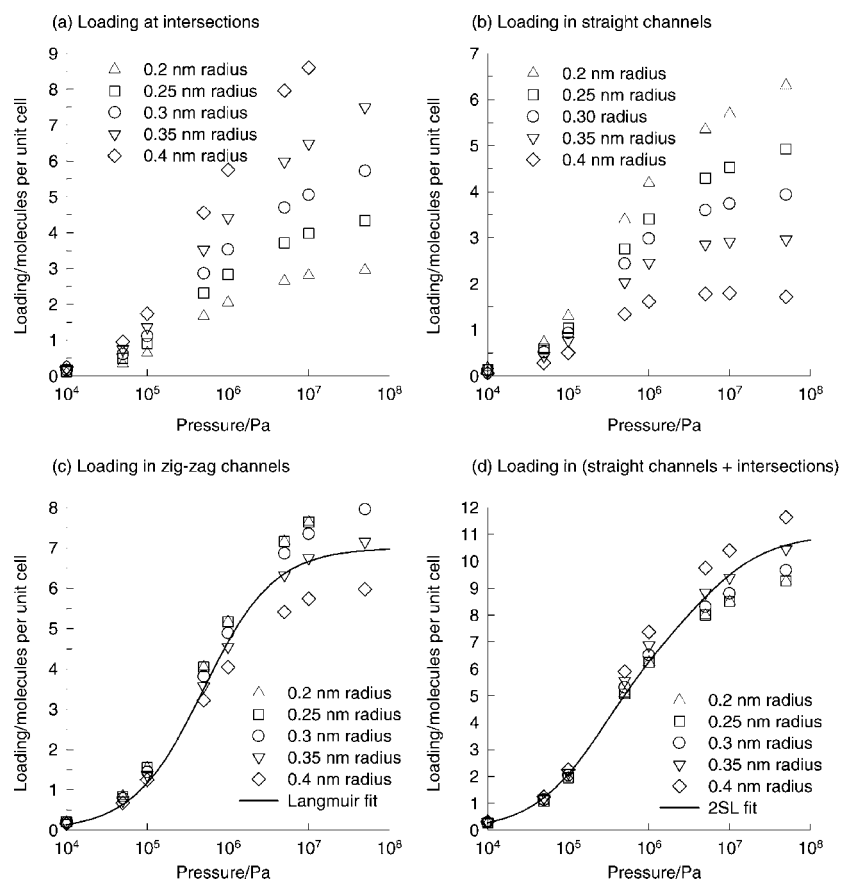 (a) Loading at intersections
0.2 nm radius
0.25 nm radius
0.3 nm radius
0.35 nm radius
0.4 nm radius
9
8
7
6
5
4
3
2
1
0
Loading/molecules per unit cell
10^4 10^5 10^6 10^7 10^8
Pressure/Pa
(b) Loading in straight channels
0.2 nm radius
0.25 nm radius
0.30 radius
0.35 nm radius
0.4 nm radius
7
6
5
4
3
2
1
0
Loading/molecules per unit cell
10^4 10^5 10^6 10^7 10^8
Pressure/Pa
(c) Loading in zig-zag channels
8
7
6
5
4
3
2
1
0
Loading/molecules per unit cell
0.2 nm radius
0.25 nm radius
0.3 nm radius
0.35 nm radius
0.4 nm radius
Langmuir fit
10^4 10^5 10^6 10^7 10^8
Pressure/Pa
(d) Loading in (straight channels + intersections)
12
11
10
9
8
7
6
5
4
3
2
1
0
Loading/molecules per unit cell
0.2 nm radius
0.25 nm radius
0.3 nm radius
0.35 nm radius
0.4 nm radius
2SL fit
10^4 10^5 10^6 10^7 10^8
Pressure/Pa